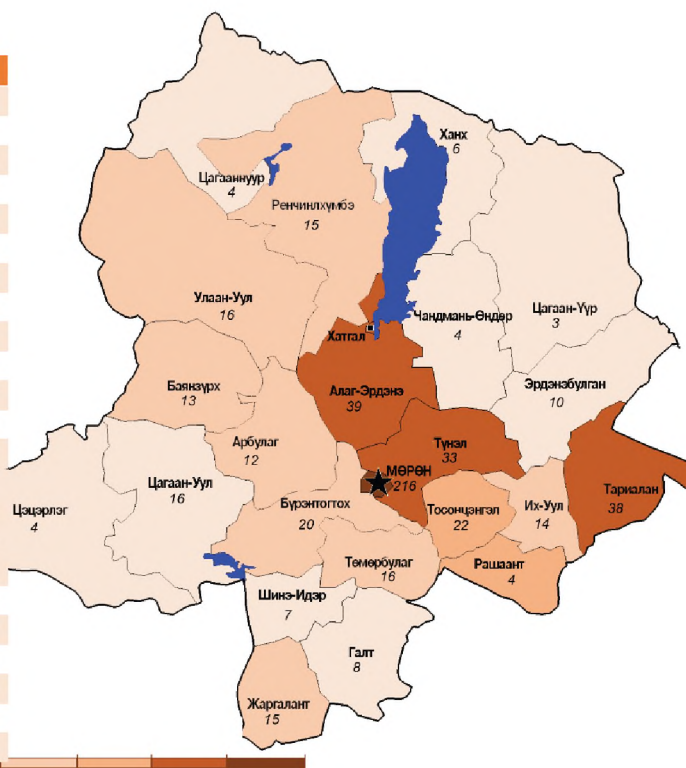 Ханх
6
Цагааннуур
4
Ренчинлхүмбэ
15
Улаан-Уул
16
Цагаан-Үүр
3
Чандмань-Өндөр
4
Хатгал
Баянзүрх
13
Алаг-Эрдэнэ
39
Эрдэнэбулган
10
Арбулаг
12
Түнэл
33
МӨРӨН
216
Цагаан-Уул
16
Цэцэрлэг
4
Бүрэнтогтох
20
Тосонцэнгэл
22
Их-Уул
14
Тариалан
38
Төмөрбулаг
16
Рашаант
4
Шинэ-Идэр
7
Галт
8
Жаргалант
15